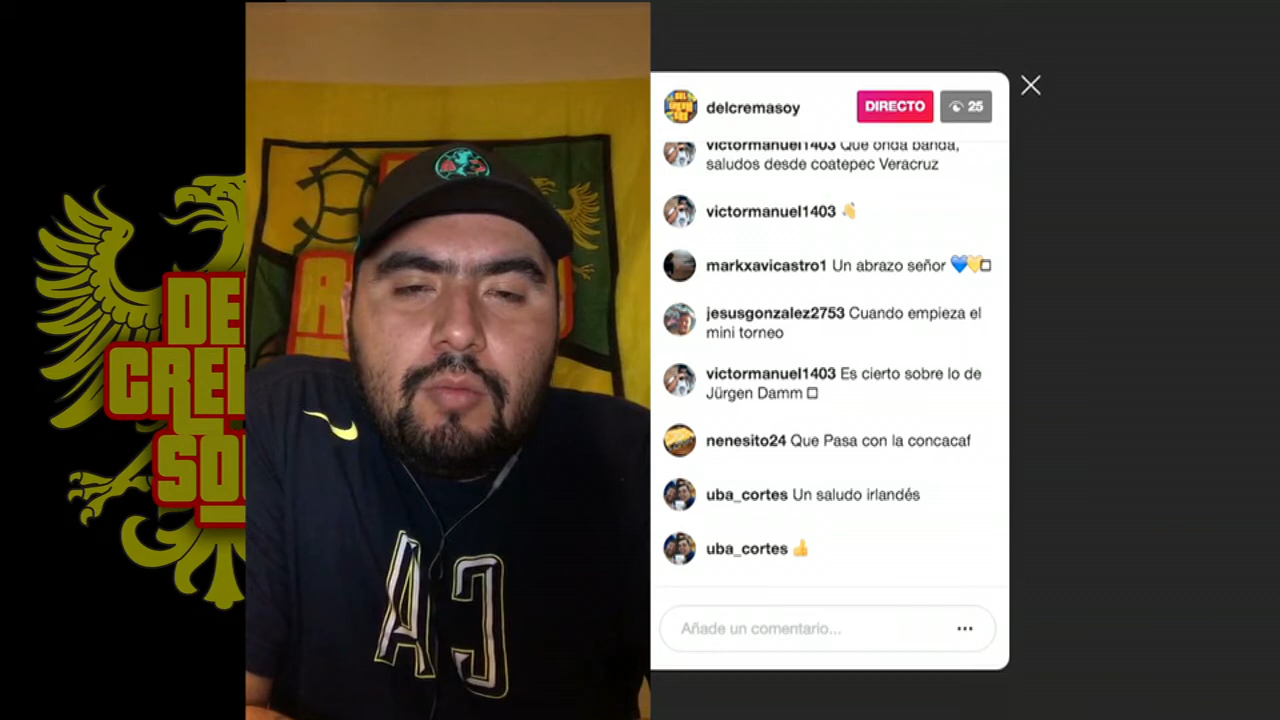 delcremasoy
DIRECTO
25
victormanuel1403 Que onda banda,
saludos desde coatepec Veracruz
victormanuel1403 👋
markxavicastro1 Un abrazo señor 💙💛□
jesusgonzalez2753 Cuando empieza el
mini torneo
victormanuel1403 Es cierto sobre lo de
Jürgen Damm □
nenesito24 Que Pasa con la concacaf
uba_cortes Un saludo irlandés
uba_cortes 👍
Añade un comentario...